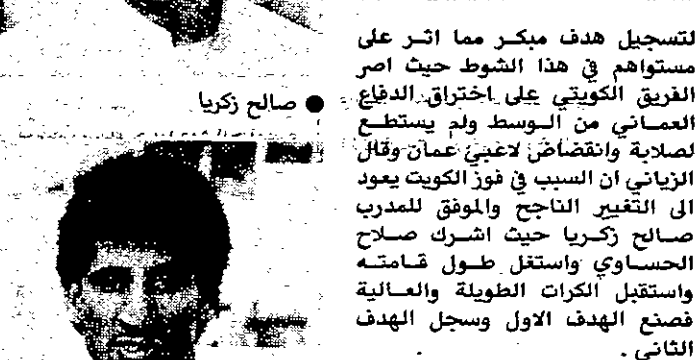 لتسجيل هدف مبكر مما اثر على
مستواهم في هذا الشوط حيث اصر
الفريق الكويتي على اختراق الدفاع
العماني من الوسط ولم يستطع
لصلابة وانقضاض لاعبي عمان وقال
الزياني ان السبب في فوز الكويت يعود
الى التغيير الناجح والموفق للمدرب
صالح زكريا حيث اشرك صلاح
الحساوي واستغل طول قامته
واستقبل الكرات الطويلة والعالية
فصنع الهدف الاول وسجل الهدف
الثاني .
● صالح زكريا